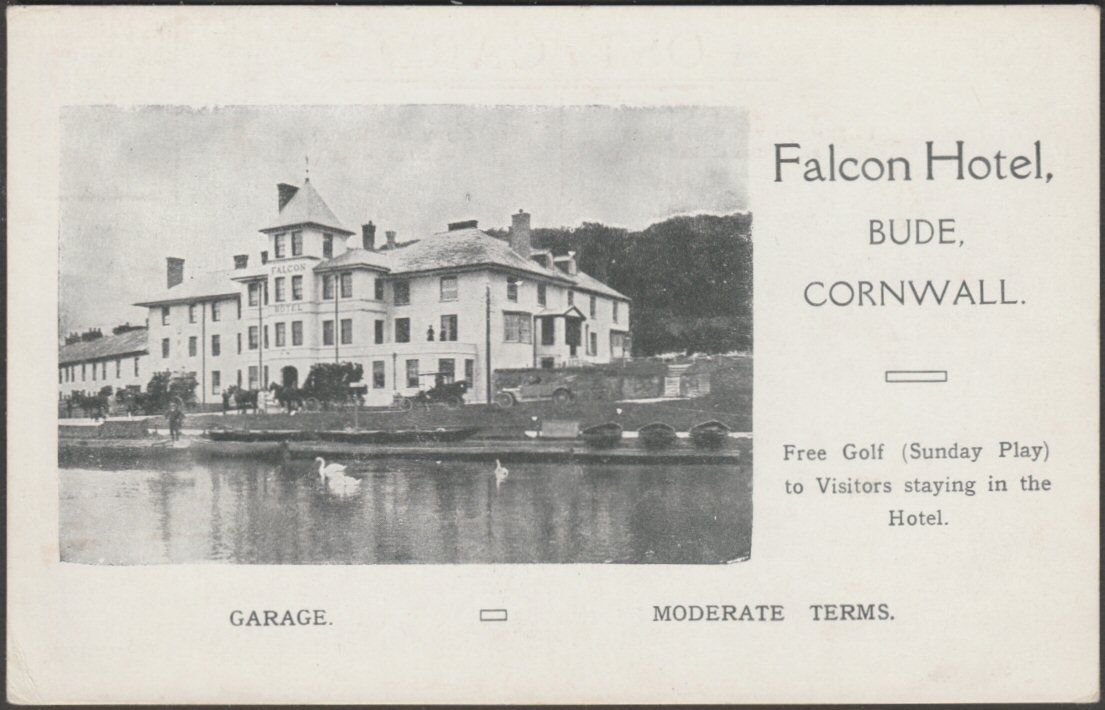 Falcon Hotel,
BUDE,
CORNWALL.
FALCON
HOTEL
Free Golf (Sunday Play)
to Visitors staying in the
Hotel.
GARAGE.
MODERATE TERMS.